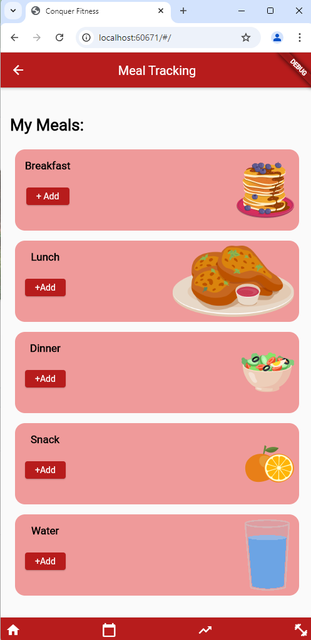 Conquer Fitness
localhost:60671/#/
Meal Tracking
DEBUG
My Meals:
Breakfast
+ Add
Lunch
+Add
Dinner
+Add
Snack
+Add
Water
+Add